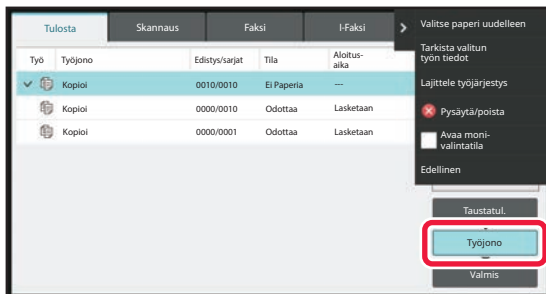 Tulosta Skannaus Faksi I-Faksi
Työ Työjono Edistys/sarjat Tila Aloitus-
aika
Kopioi 0010/0010 Ei Paperia ---
Kopioi 0000/0010 Odottaa Lasketaan
Kopioi 0000/0001 Odottaa Lasketaan
Valitse paperi uudelleen
Tarkista valitun
työn tiedot
Lajittele työjärjestys
Pysäytä/poista
Avaa moni-
valintatila
Edellinen
Taustatul.
Työjono
Valmis